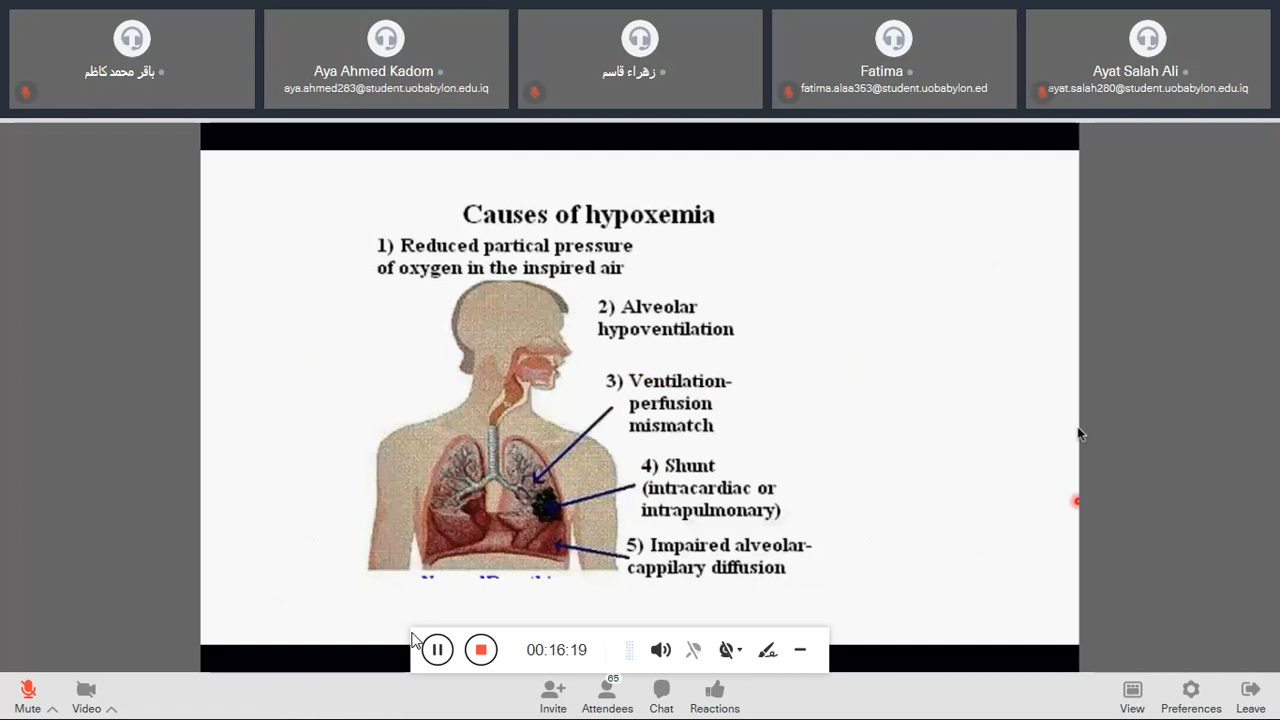 باقر محمد كاظم
Aya Ahmed Kadom
aya.ahmed283@student.uobabylon.edu.iq
زهراء قاسم
Fatima
fatima.alaa353@student.uobabylon.ed
Ayat Salah Ali
ayat.salah280@student.uobabylon.edu.iq
Causes of hypoxemia
1) Reduced partical pressure
of oxygen in the inspired air
2) Alveolar
hypoventilation
3) Ventilation-
perfusion
mismatch
4) Shunt
(intracardiac or
intrapulmonary)
5) Impaired alveolar-
cappilary diffusion
00:16:19
Mute
Video
Invite
65
Attendees
Chat
Reactions
View
Preferences
Leave